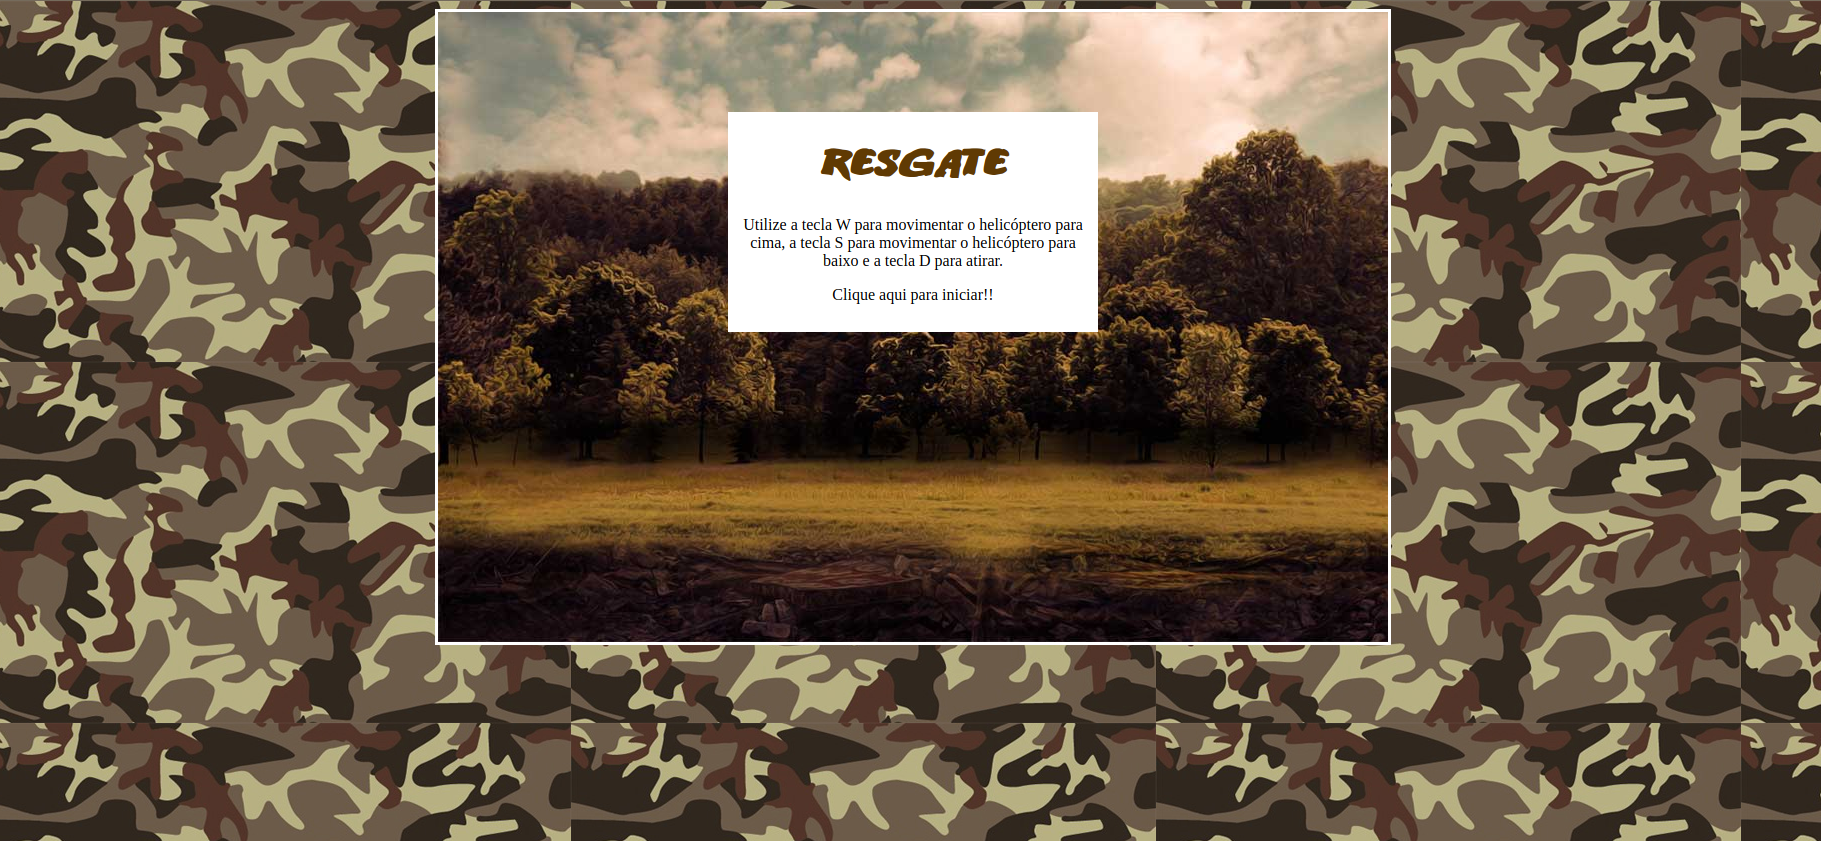 RESGATE
Utilize a tecla W para movimentar o helicóptero para
cima, a tecla S para movimentar o helicóptero para
baixo e a tecla D para atirar.
Clique aqui para iniciar!!